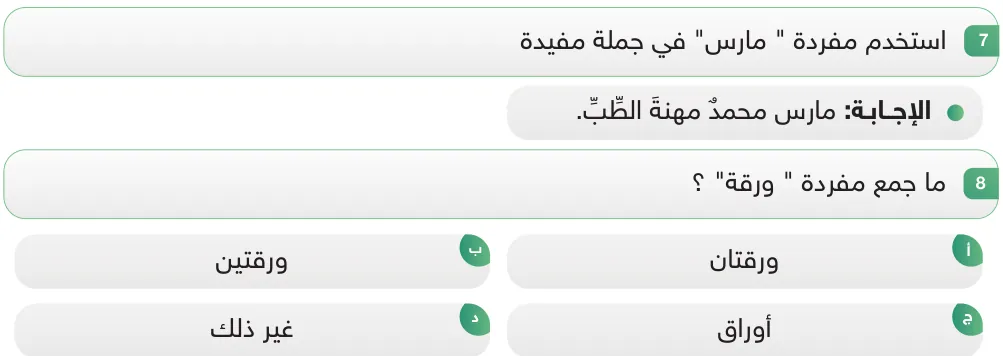 7 استخدم مفردة " مارس" في جملة مفيدة
الإجـابـة: مارس محمدٌ مهنةَ الطِّبِّ.
8 ما جمع مفردة " ورقة" ؟
أ ورقتان
ب ورقتين
ج أوراق
د غير ذلك